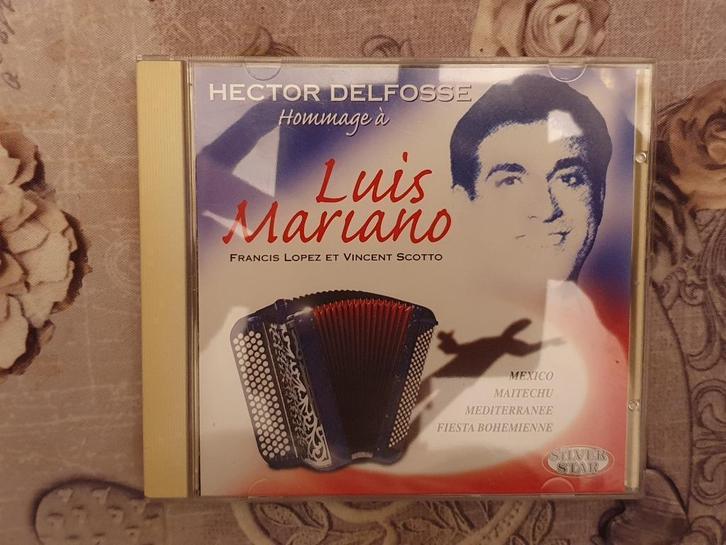 HECTOR DELFOSSE
Hommage à
Luis
Mariano
FRANCIS LOPEZ ET VINCENT SCOTTO
MEXICO
MAITECHU
MEDITERRANEE
FIESTA BOHEMIENNE
SILVER
STAR